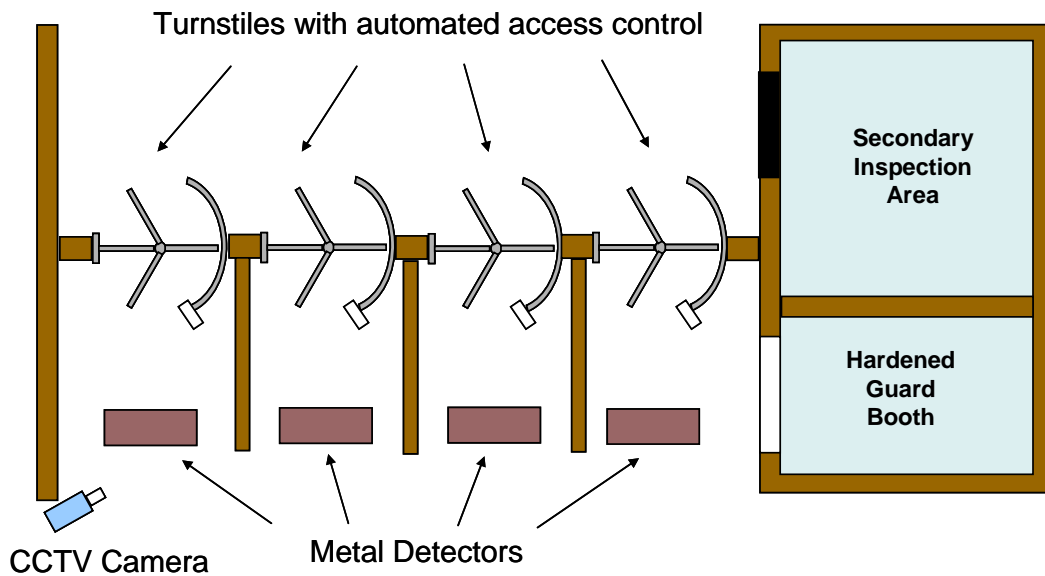 Turnstiles with automated access control
Secondary
Inspection
Area
Hardened
Guard
Booth
CCTV Camera
Metal Detectors